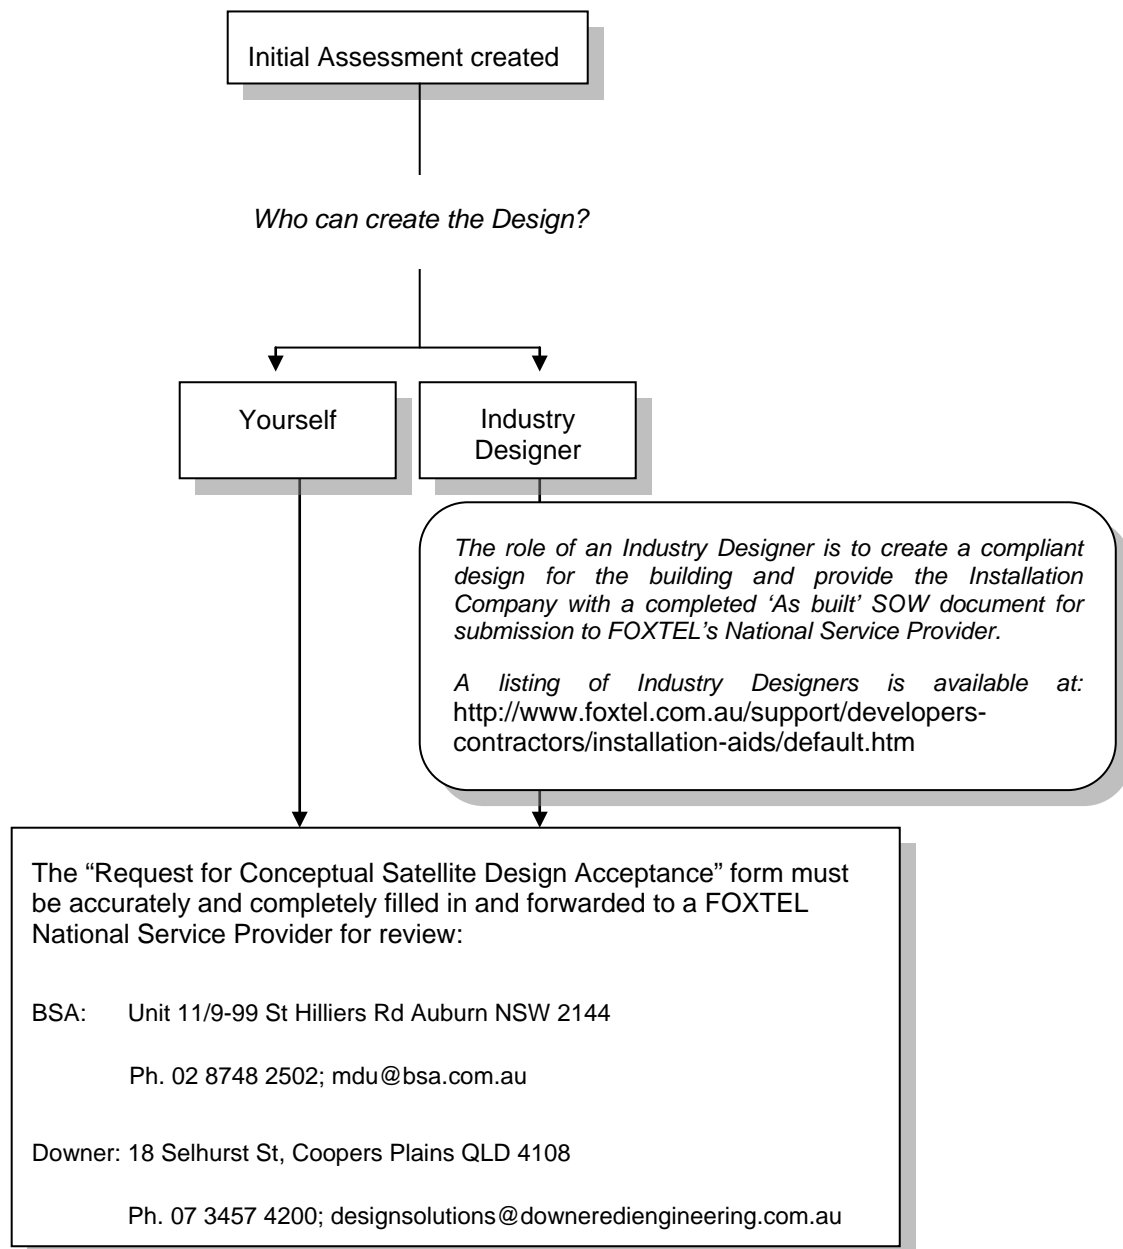 Initial Assessment created
Who can create the Design?
Yourself
Industry
Designer
The role of an Industry Designer is to create a compliant
design for the building and provide the Installation
Company with a completed ‘As built’ SOW document for
submission to FOXTEL’s National Service Provider.
A listing of Industry Designers is available at:
http://www.foxtel.com.au/support/developers-
contractors/installation-aids/default.htm
The “Request for Conceptual Satellite Design Acceptance” form must
be accurately and completely filled in and forwarded to a FOXTEL
National Service Provider for review:
BSA: Unit 11/9-99 St Hilliers Rd Auburn NSW 2144
Ph. 02 8748 2502; mdu@bsa.com.au
Downer: 18 Selhurst St, Coopers Plains QLD 4108
Ph. 07 3457 4200; designsolutions@downerediengineering.com.au